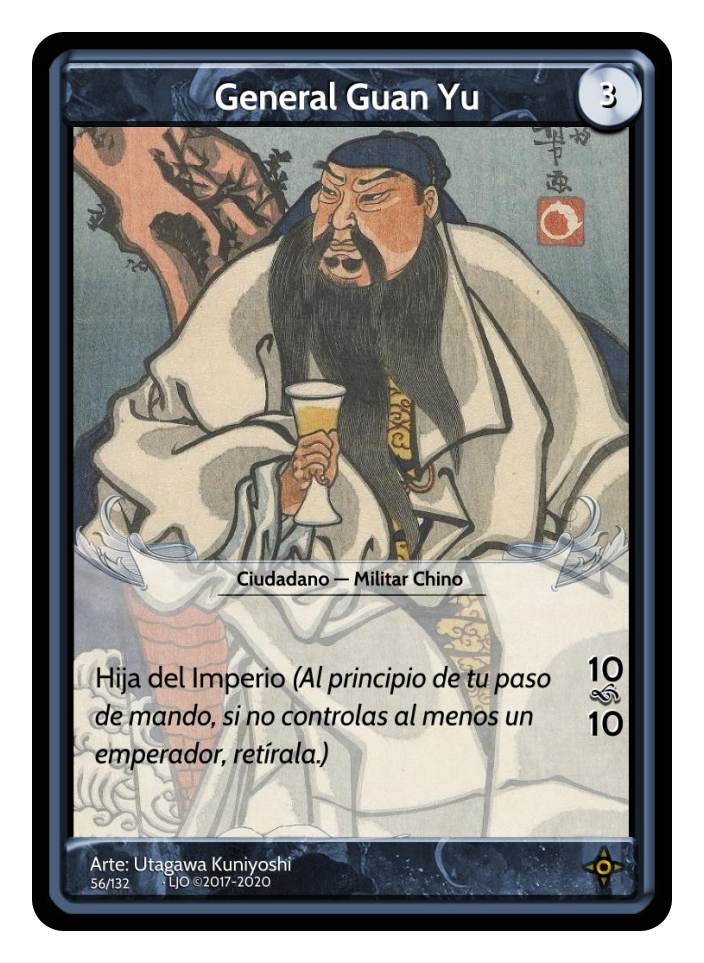 General Guan Yu
3
Ciudadano — Militar Chino
Hija del Imperio (Al principio de tu paso
de mando, si no controlas al menos un
emperador, retírala.)
10
10
Arte: Utagawa Kuniyoshi
56/132 · LJO ©2017-2020